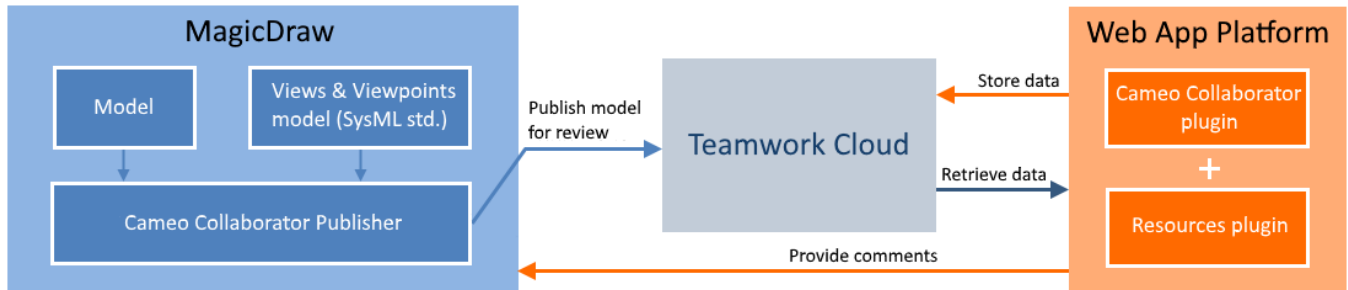 MagicDraw
Model
Views & Viewpoints
model (SysML std.)
Cameo Collaborator Publisher
Publish model
for review
Teamwork Cloud
Store data
Retrieve data
Provide comments
Web App Platform
Cameo Collaborator
plugin
+
Resources plugin